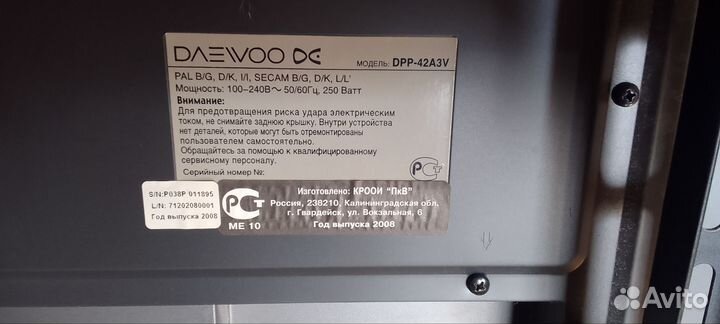 DAEWOO
МОДЕЛЬ: DPP-42A3V
PAL B/G, D/K, I/I, SECAM B/G, D/K, L/L'
Мощность: 100–240В ~ 50/60Гц, 250 Ватт
Внимание:
Для предотвращения риска удара электрическим
током, не снимайте заднюю крышку. Внутри устройства
нет деталей, которые могут быть отремонтированы
пользователем самостоятельно.
Обращайтесь за помощью к квалифицированному
сервисному персоналу.
Серийный номер:
S/N:P038P 011895
L/N: 71202080001
Год выпуска 2008
МЕ 10
Изготовлено: КРООИ "ПкВ"
Россия, 238210, Калининградская обл.
г. Гвардейск, ул. Вокзальная, 6
Год выпуска 2008
Avito